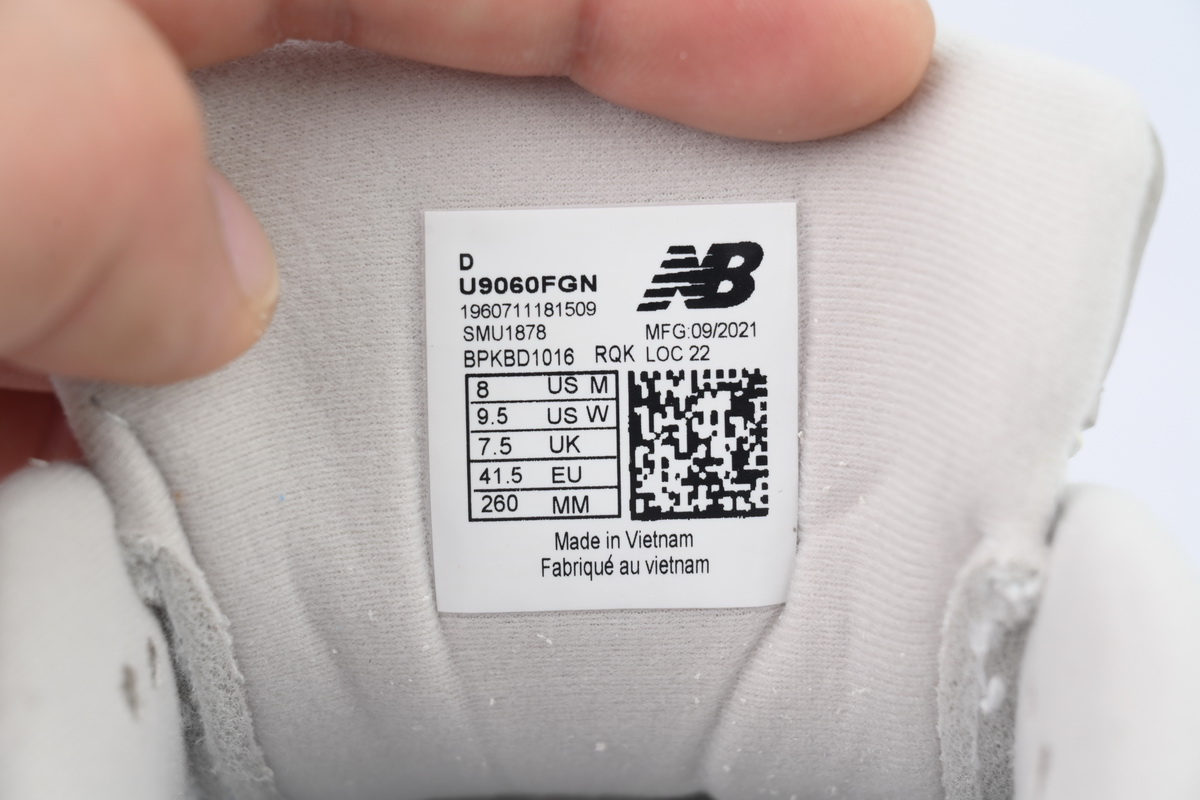 D
U9060FGN
NB
1960711181509
SMU1878 MFG:09/2021
BPKBD1016 RQK LOC 22
8 US M
9.5 US W
7.5 UK
41.5 EU
260 MM
Made in Vietnam
Fabriqué au vietnam